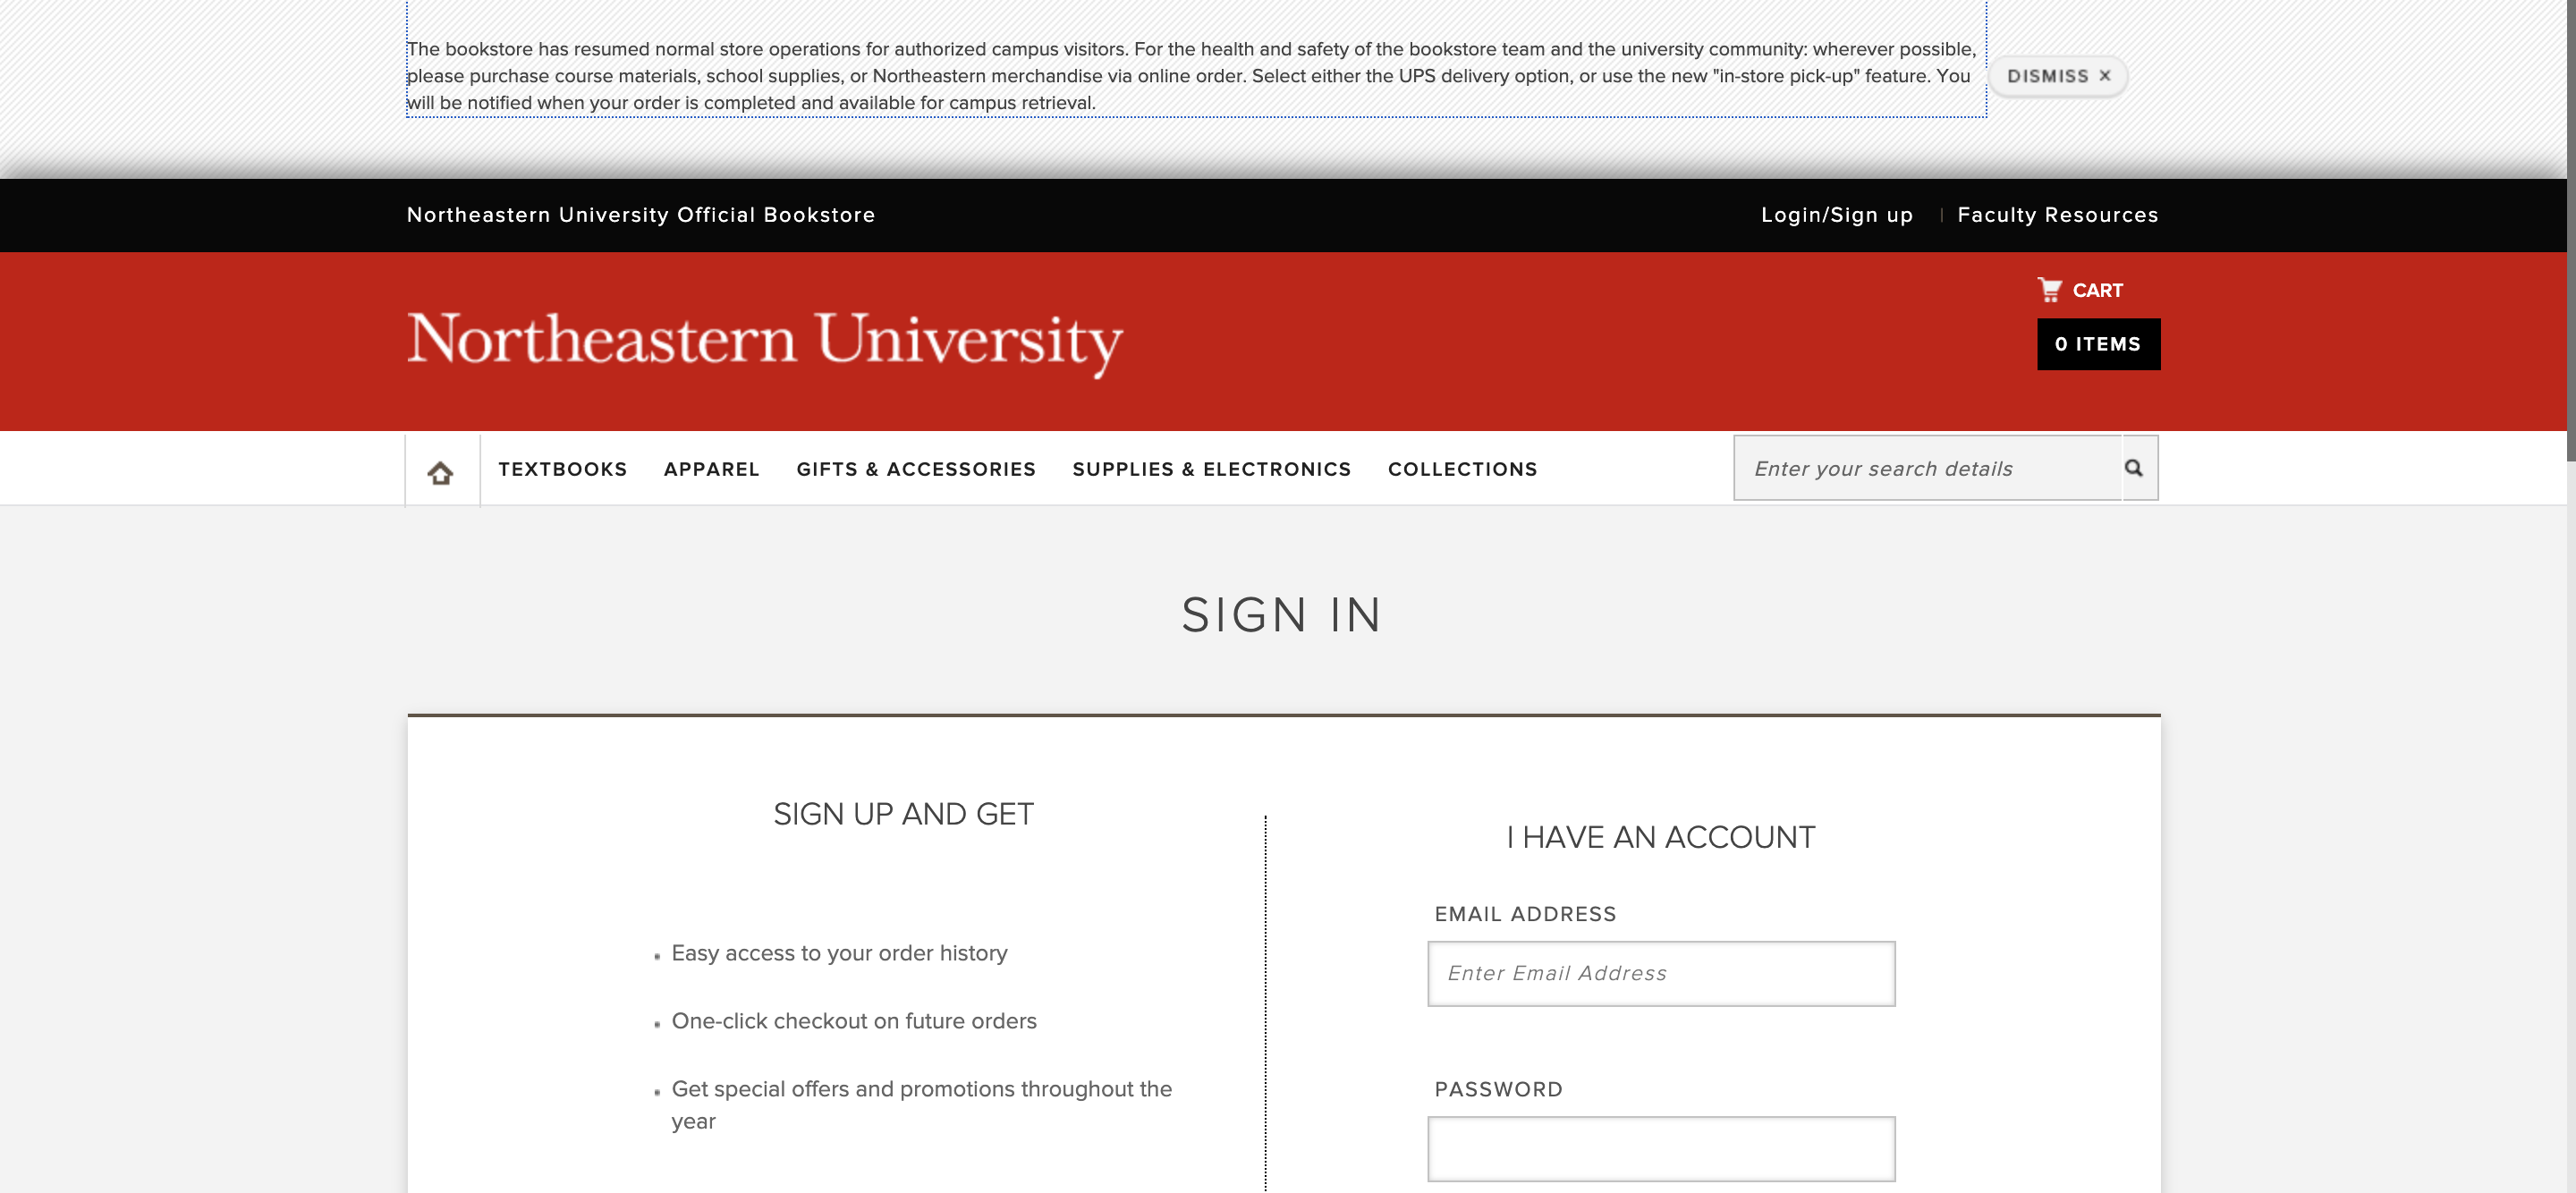 The bookstore has resumed normal store operations for authorized campus visitors. For the health and safety of the bookstore team and the university community: wherever possible,
please purchase course materials, school supplies, or Northeastern merchandise via online order. Select either the UPS delivery option, or use the new "in-store pick-up" feature. You
will be notified when your order is completed and available for campus retrieval.
DISMISS ×
Northeastern University Official Bookstore
Login/Sign up | Faculty Resources
CART
Northeastern University
0 ITEMS
TEXTBOOKS APPAREL GIFTS & ACCESSORIES SUPPLIES & ELECTRONICS COLLECTIONS
Enter your search details
SIGN IN
SIGN UP AND GET
Easy access to your order history
One-click checkout on future orders
Get special offers and promotions throughout the
year
I HAVE AN ACCOUNT
EMAIL ADDRESS
Enter Email Address
PASSWORD